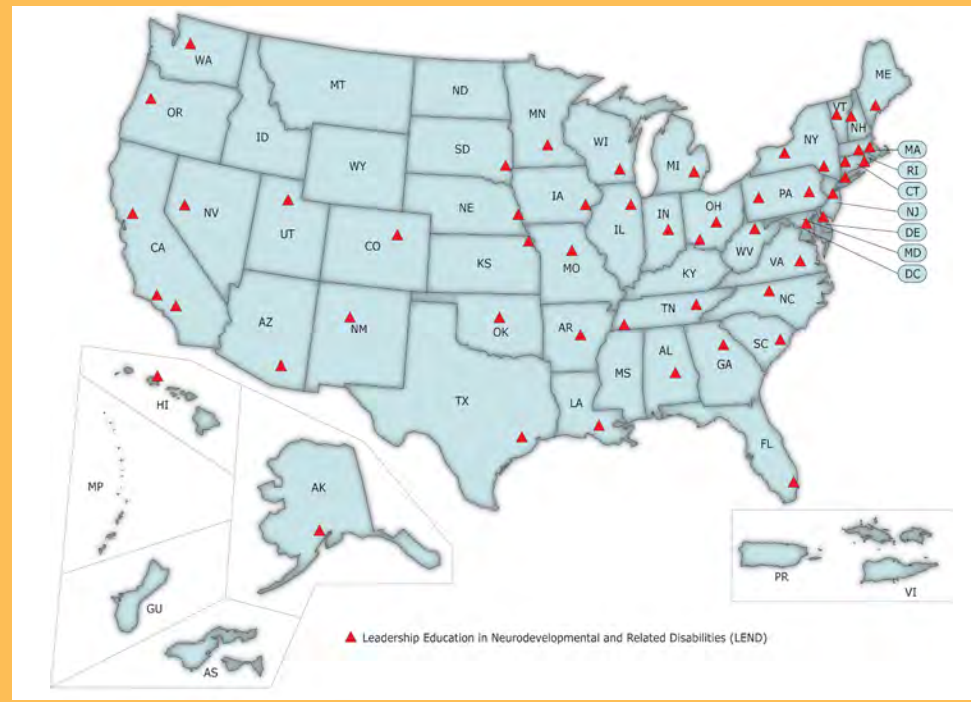 WA
MT
ND
MN
ME
VT
NH
OR
ID
SD
WI
MI
NY
MA
RI
CT
NJ
DE
MD
DC
WY
NE
IA
PA
NV
UT
CO
IL
IN
OH
WV
VA
CA
KS
MO
KY
NC
TN
AZ
NM
OK
AR
SC
MS
AL
GA
TX
LA
FL
HI
MP
AK
GU
AS
PR
VI
Leadership Education in Neurodevelopmental and Related Disabilities (LEND)